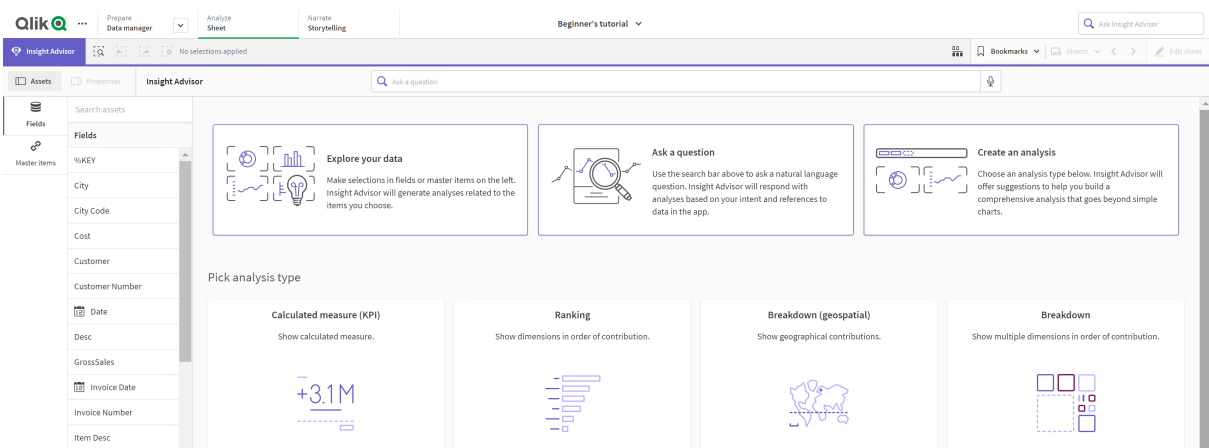 Qlik
Prepare
Data manager
Analyze
Sheet
Narrate
Storytelling
Beginner's tutorial
Ask Insight Advisor
Insight Advisor
No selections applied
Bookmarks
Sheets
Edit sheet
Assets
Properties
Insight Advisor
Ask a question
Fields
Master items
Search assets
Fields
%KEY
City
City Code
Cost
Customer
Customer Number
Date
Desc
GrossSales
Invoice Date
Invoice Number
Item Desc
Explore your data
Make selections in fields or master items on the left.
Insight Advisor will generate analyses related to the
items you choose.
Ask a question
Use the search bar above to ask a natural language
question. Insight Advisor will respond with
analyses based on your intent and references to
data in the app.
Create an analysis
Choose an analysis type below. Insight Advisor will
offer suggestions to help you build a
comprehensive analysis that goes beyond simple
charts.
Pick analysis type
Calculated measure (KPI)
Show calculated measure.
+3.1M
Ranking
Show dimensions in order of contribution.
Breakdown (geospatial)
Show geographical contributions.
Breakdown
Show multiple dimensions in order of contribution.